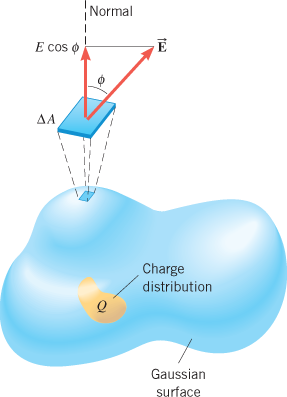 Normal
E cos ϕ
E⃗
ϕ
ΔA
Charge
distribution
Q
Gaussian
surface